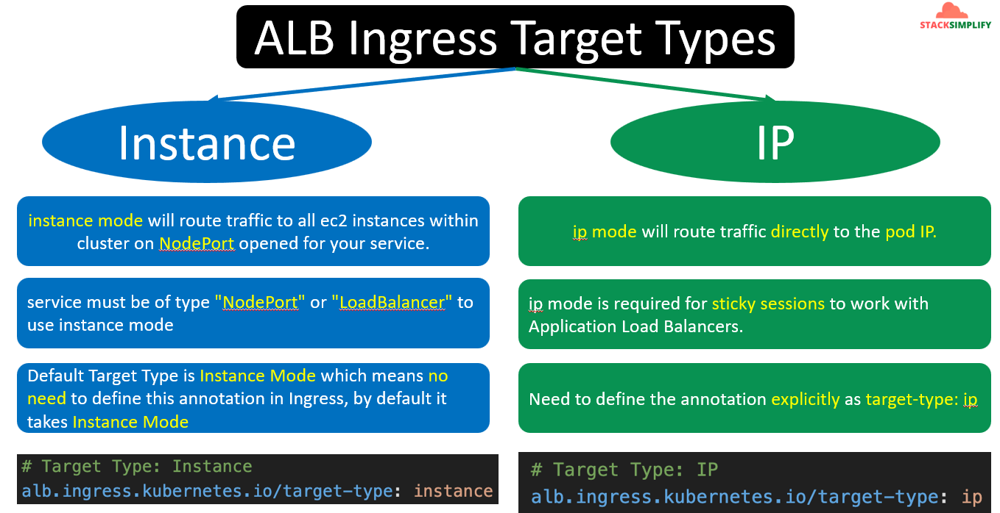 ALB Ingress Target Types
STACKSIMPLIFY
Instance
IP
instance mode will route traffic to all ec2 instances within
cluster on NodePort opened for your service.
ip mode will route traffic directly to the pod IP.
service must be of type "NodePort" or "LoadBalancer" to
use instance mode
ip mode is required for sticky sessions to work with
Application Load Balancers.
Default Target Type is Instance Mode which means no
need to define this annotation in Ingress, by default it
takes Instance Mode
Need to define the annotation explicitly as target-type: ip
# Target Type: Instance
alb.ingress.kubernetes.io/target-type: instance
# Target Type: IP
alb.ingress.kubernetes.io/target-type: ip